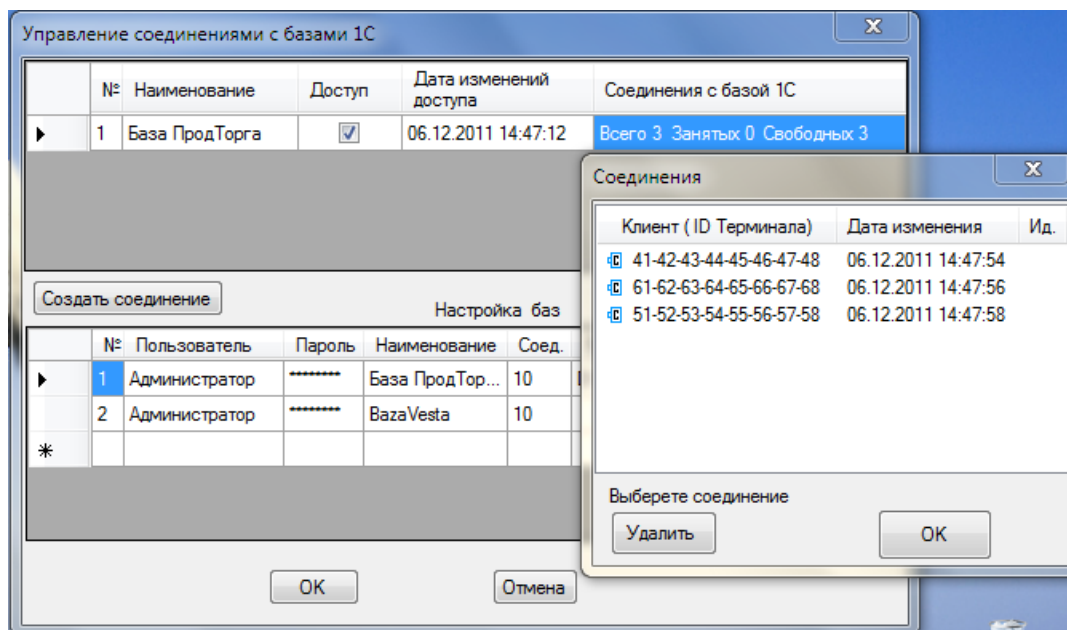 Управление соединениями с базами 1С
№ Наименование Доступ Дата изменений доступа Соединения с базой 1С
1 База ПродТорга 06.12.2011 14:47:12 Всего 3 Занятых 0 Свободных 3
Создать соединение
Настройка баз
№ Пользователь Пароль Наименование Соед.
1 Администратор ******** База ПродТор... 10
2 Администратор ******** BazaVesta 10
OK Отмена
Соединения
Клиент ( ID Терминала) Дата изменения Ид.
41-42-43-44-45-46-47-48 06.12.2011 14:47:54
61-62-63-64-65-66-67-68 06.12.2011 14:47:56
51-52-53-54-55-56-57-58 06.12.2011 14:47:58
Выберете соединение
Удалить OK